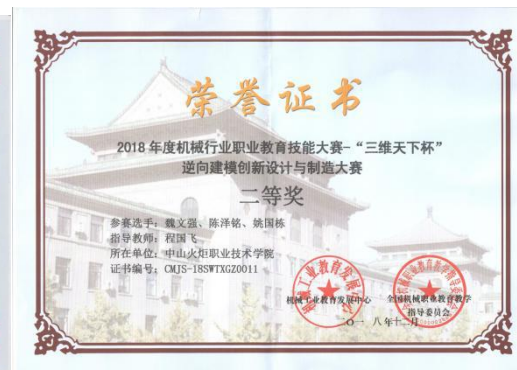 荣誉证书
2018 年度机械行业职业教育技能大赛-“三维天下杯”
逆向建模创新设计与制造大赛
二等奖
参赛选手：魏文强、陈泽铭、姚国栋
指导教师：程国飞
所在单位：中山火炬职业技术学院
证书编号：CMJS-18SWTXGZ0011
机械工业教育发展中心
全国机械职业教育教学
指导委员会
二〇一八年十二月